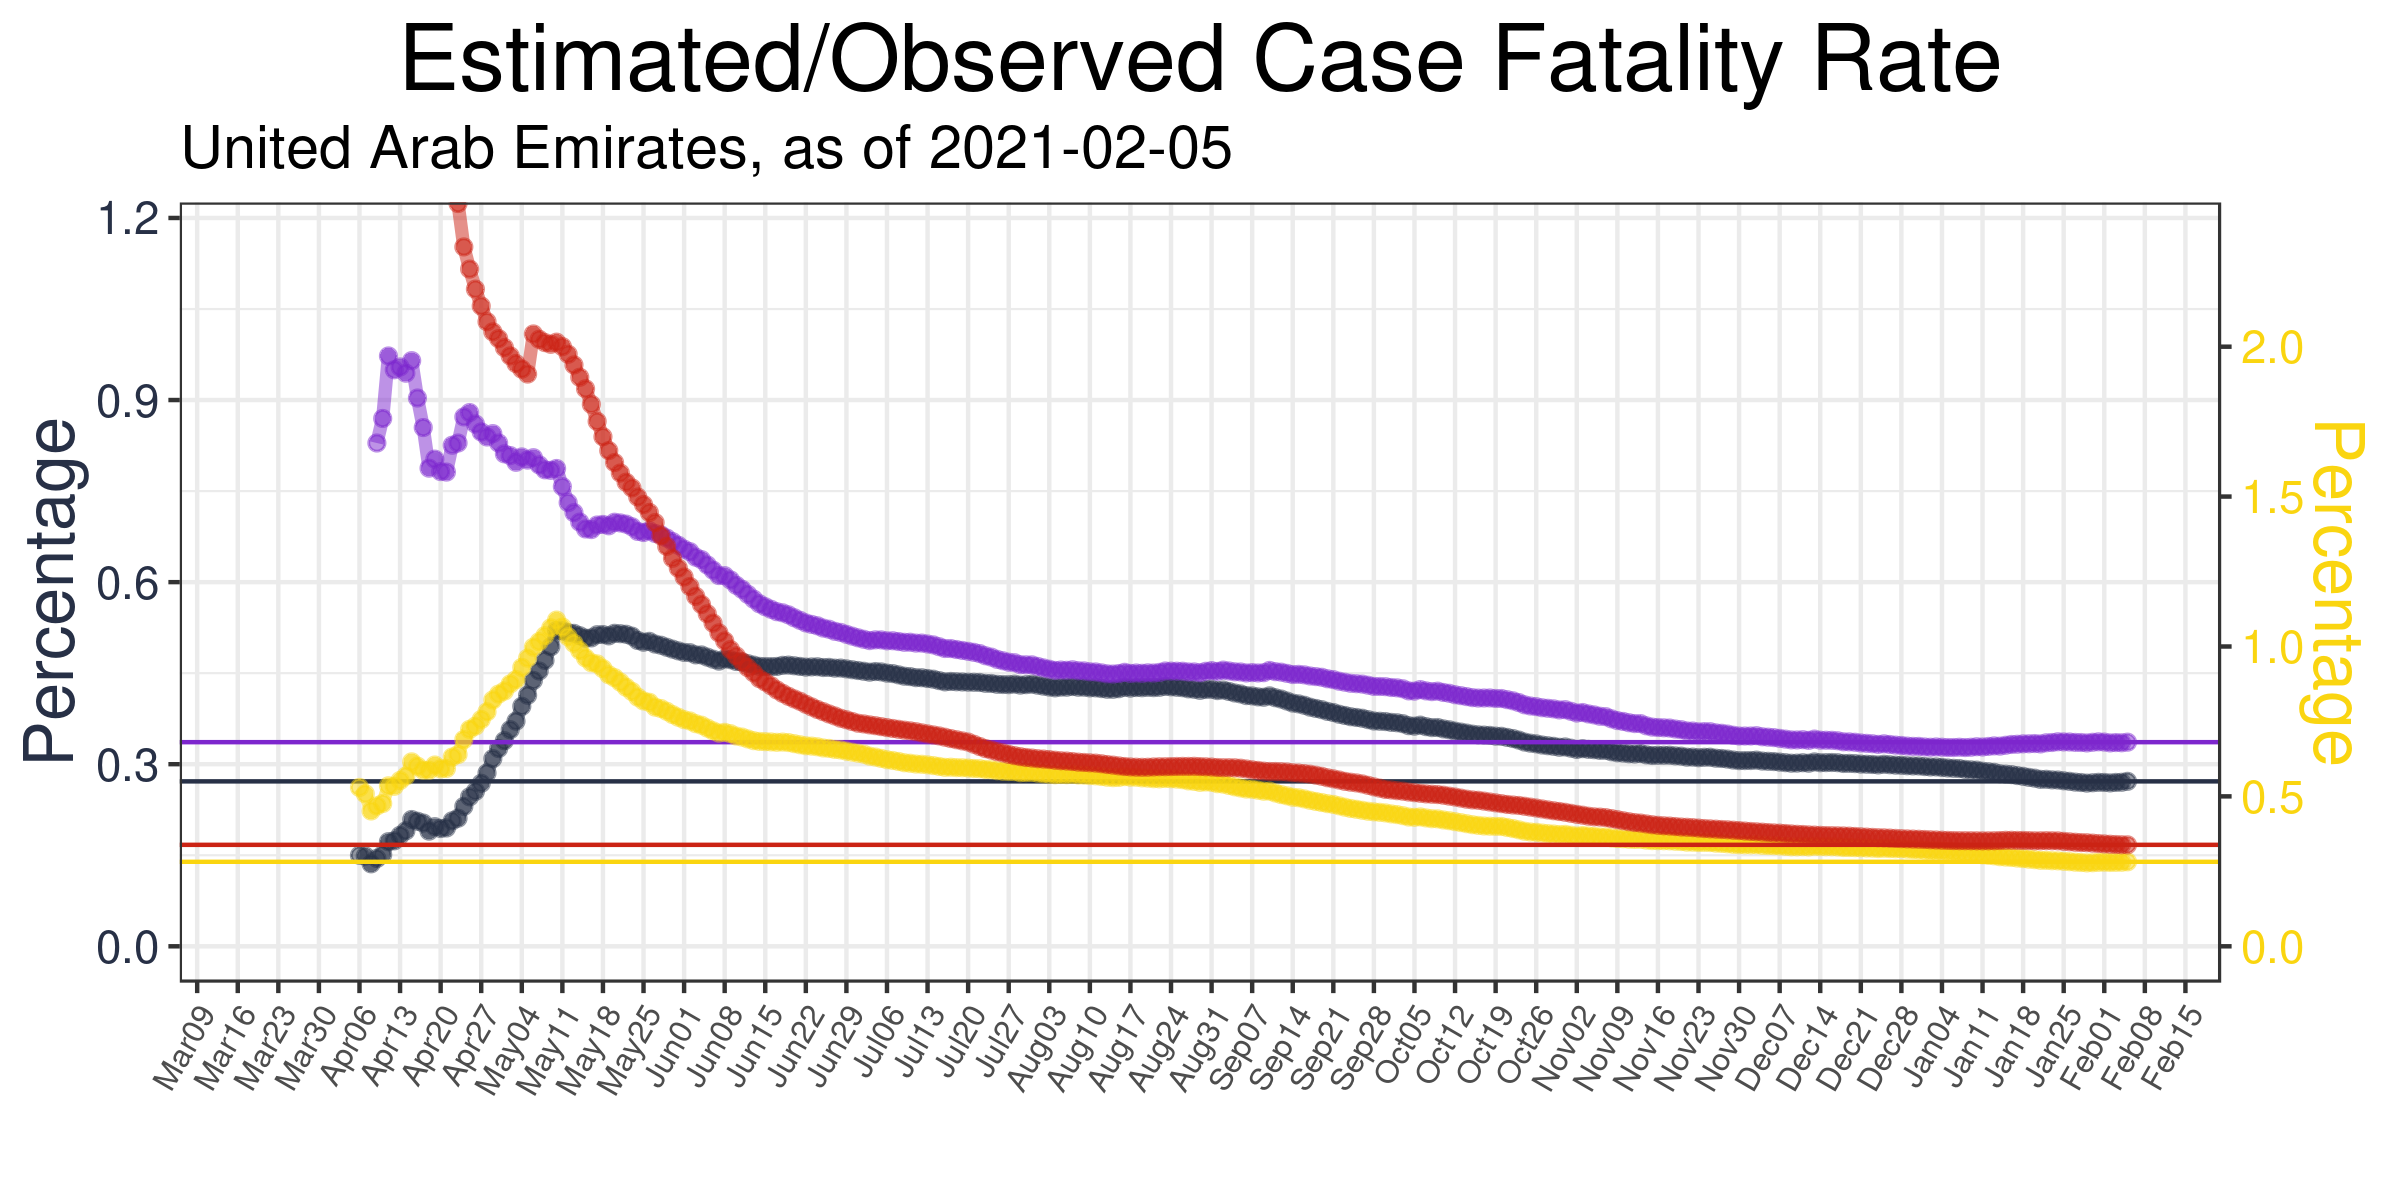 Estimated/Observed Case Fatality Rate
United Arab Emirates, as of 2021-02-05
Percentage
1.2
0.9
0.6
0.3
0.0
2.0
1.5
1.0
0.5
0.0
Percentage
Mar09 Mar16 Mar23 Mar30 Apr06 Apr13 Apr20 Apr27 May04 May11 May18 May25 Jun01 Jun08 Jun15 Jun22 Jun29 Jul06 Jul13 Jul20 Jul27 Aug03 Aug10 Aug17 Aug24 Aug31 Sep07 Sep14 Sep21 Sep28 Oct05 Oct12 Oct19 Oct26 Nov02 Nov09 Nov16 Nov23 Nov30 Dec07 Dec14 Dec21 Dec28 Jan04 Jan11 Jan18 Jan25 Feb01 Feb08 Feb15